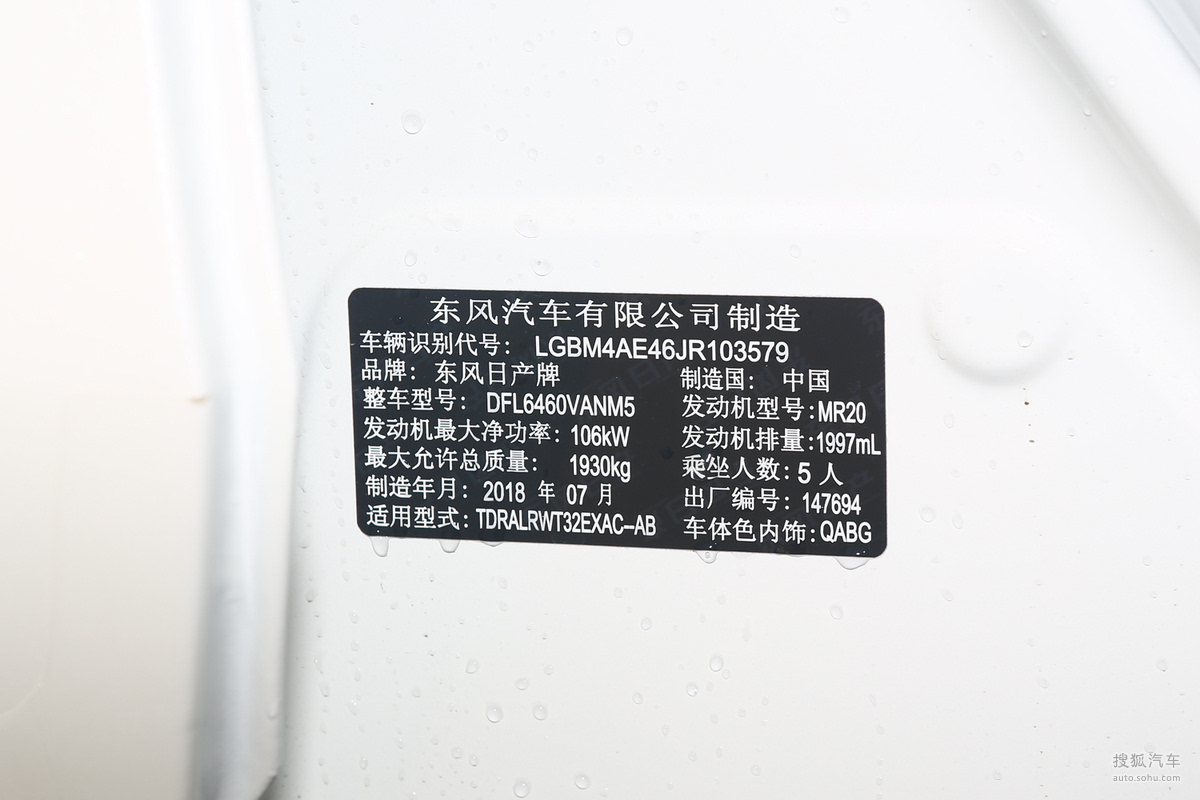 东风汽车有限公司制造
车辆识别代号: LGBM4AE46JR103579
品牌: 东风日产牌 制造国: 中国
整车型号: DFL6460VANM5 发动机型号:MR20
发动机最大净功率: 106kW 发动机排量:1997mL
最大允许总质量: 1930kg 乘坐人数:5 人
制造年月: 2018 年 07 月 出厂编号: 147694
适用型式:TDRALRWT32EXAC-AB 车体色内饰:QABG
搜狐汽车
auto.sohu.com